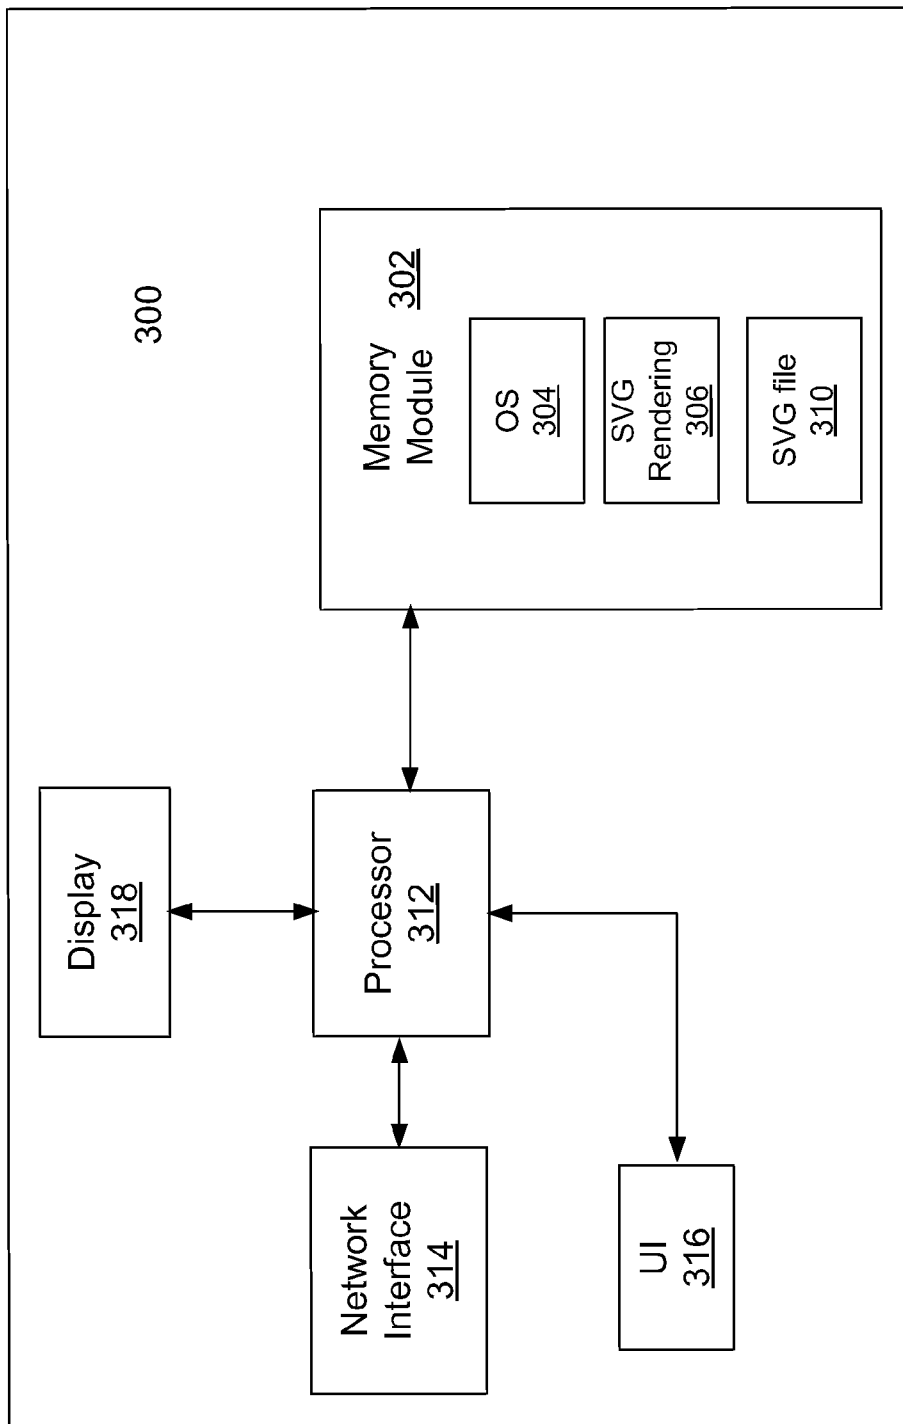 300
Display
318
Network
Interface
314
Processor
312
Memory
Module
302
OS
304
SVG
Rendering
306
SVG file
310
UI
316